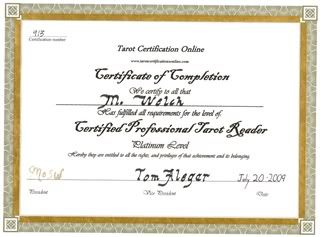 913
Certification number
Tarot Certification Online
www.tarotcertificationonline.com
Certificate of Completion
We certify to all that
M. Welch
Has fulfilled all requirements for the level of:
Certified Professional Tarot Reader
Platinum Level
Hereby they are entitled to all the rights, and privileges of that achievement and its belonging.
Tom Alegar July 20-2009
President Vice President Date